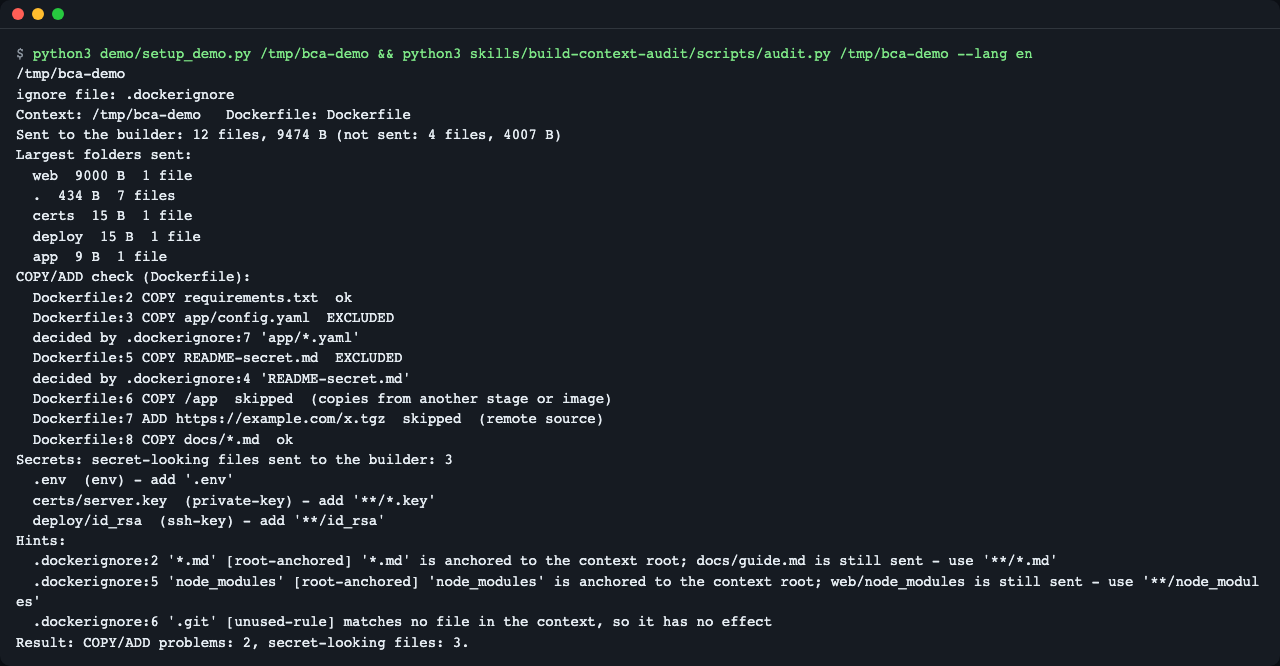 $ python3 demo/setup_demo.py /tmp/bca-demo && python3 skills/build-context-audit/scripts/audit.py /tmp/bca-demo --lang en
/tmp/bca-demo
ignore file: .dockerignore
Context: /tmp/bca-demo   Dockerfile: Dockerfile
Sent to the builder: 12 files, 9474 B (not sent: 4 files, 4007 B)
Largest folders sent:
  web  9000 B  1 file
  .  434 B  7 files
  certs  15 B  1 file
  deploy  15 B  1 file
  app  9 B  1 file
COPY/ADD check (Dockerfile):
  Dockerfile:2 COPY requirements.txt  ok
  Dockerfile:3 COPY app/config.yaml  EXCLUDED
  decided by .dockerignore:7 'app/*.yaml'
  Dockerfile:5 COPY README-secret.md  EXCLUDED
  decided by .dockerignore:4 'README-secret.md'
  Dockerfile:6 COPY /app  skipped  (copies from another stage or image)
  Dockerfile:7 ADD https://example.com/x.tgz  skipped  (remote source)
  Dockerfile:8 COPY docs/*.md  ok
Secrets: secret-looking files sent to the builder: 3
  .env  (env) - add '.env'
  certs/server.key  (private-key) - add '**/*.key'
  deploy/id_rsa  (ssh-key) - add '**/id_rsa'
Hints:
  .dockerignore:2 '*.md' [root-anchored] '*.md' is anchored to the context root; docs/guide.md is still sent - use '**/*.md'
  .dockerignore:5 'node_modules' [root-anchored] 'node_modules' is anchored to the context root; web/node_modules is still sent - use '**/node_modul
es'
  .dockerignore:6 '.git' [unused-rule] matches no file in the context, so it has no effect
Result: COPY/ADD problems: 2, secret-looking files: 3.